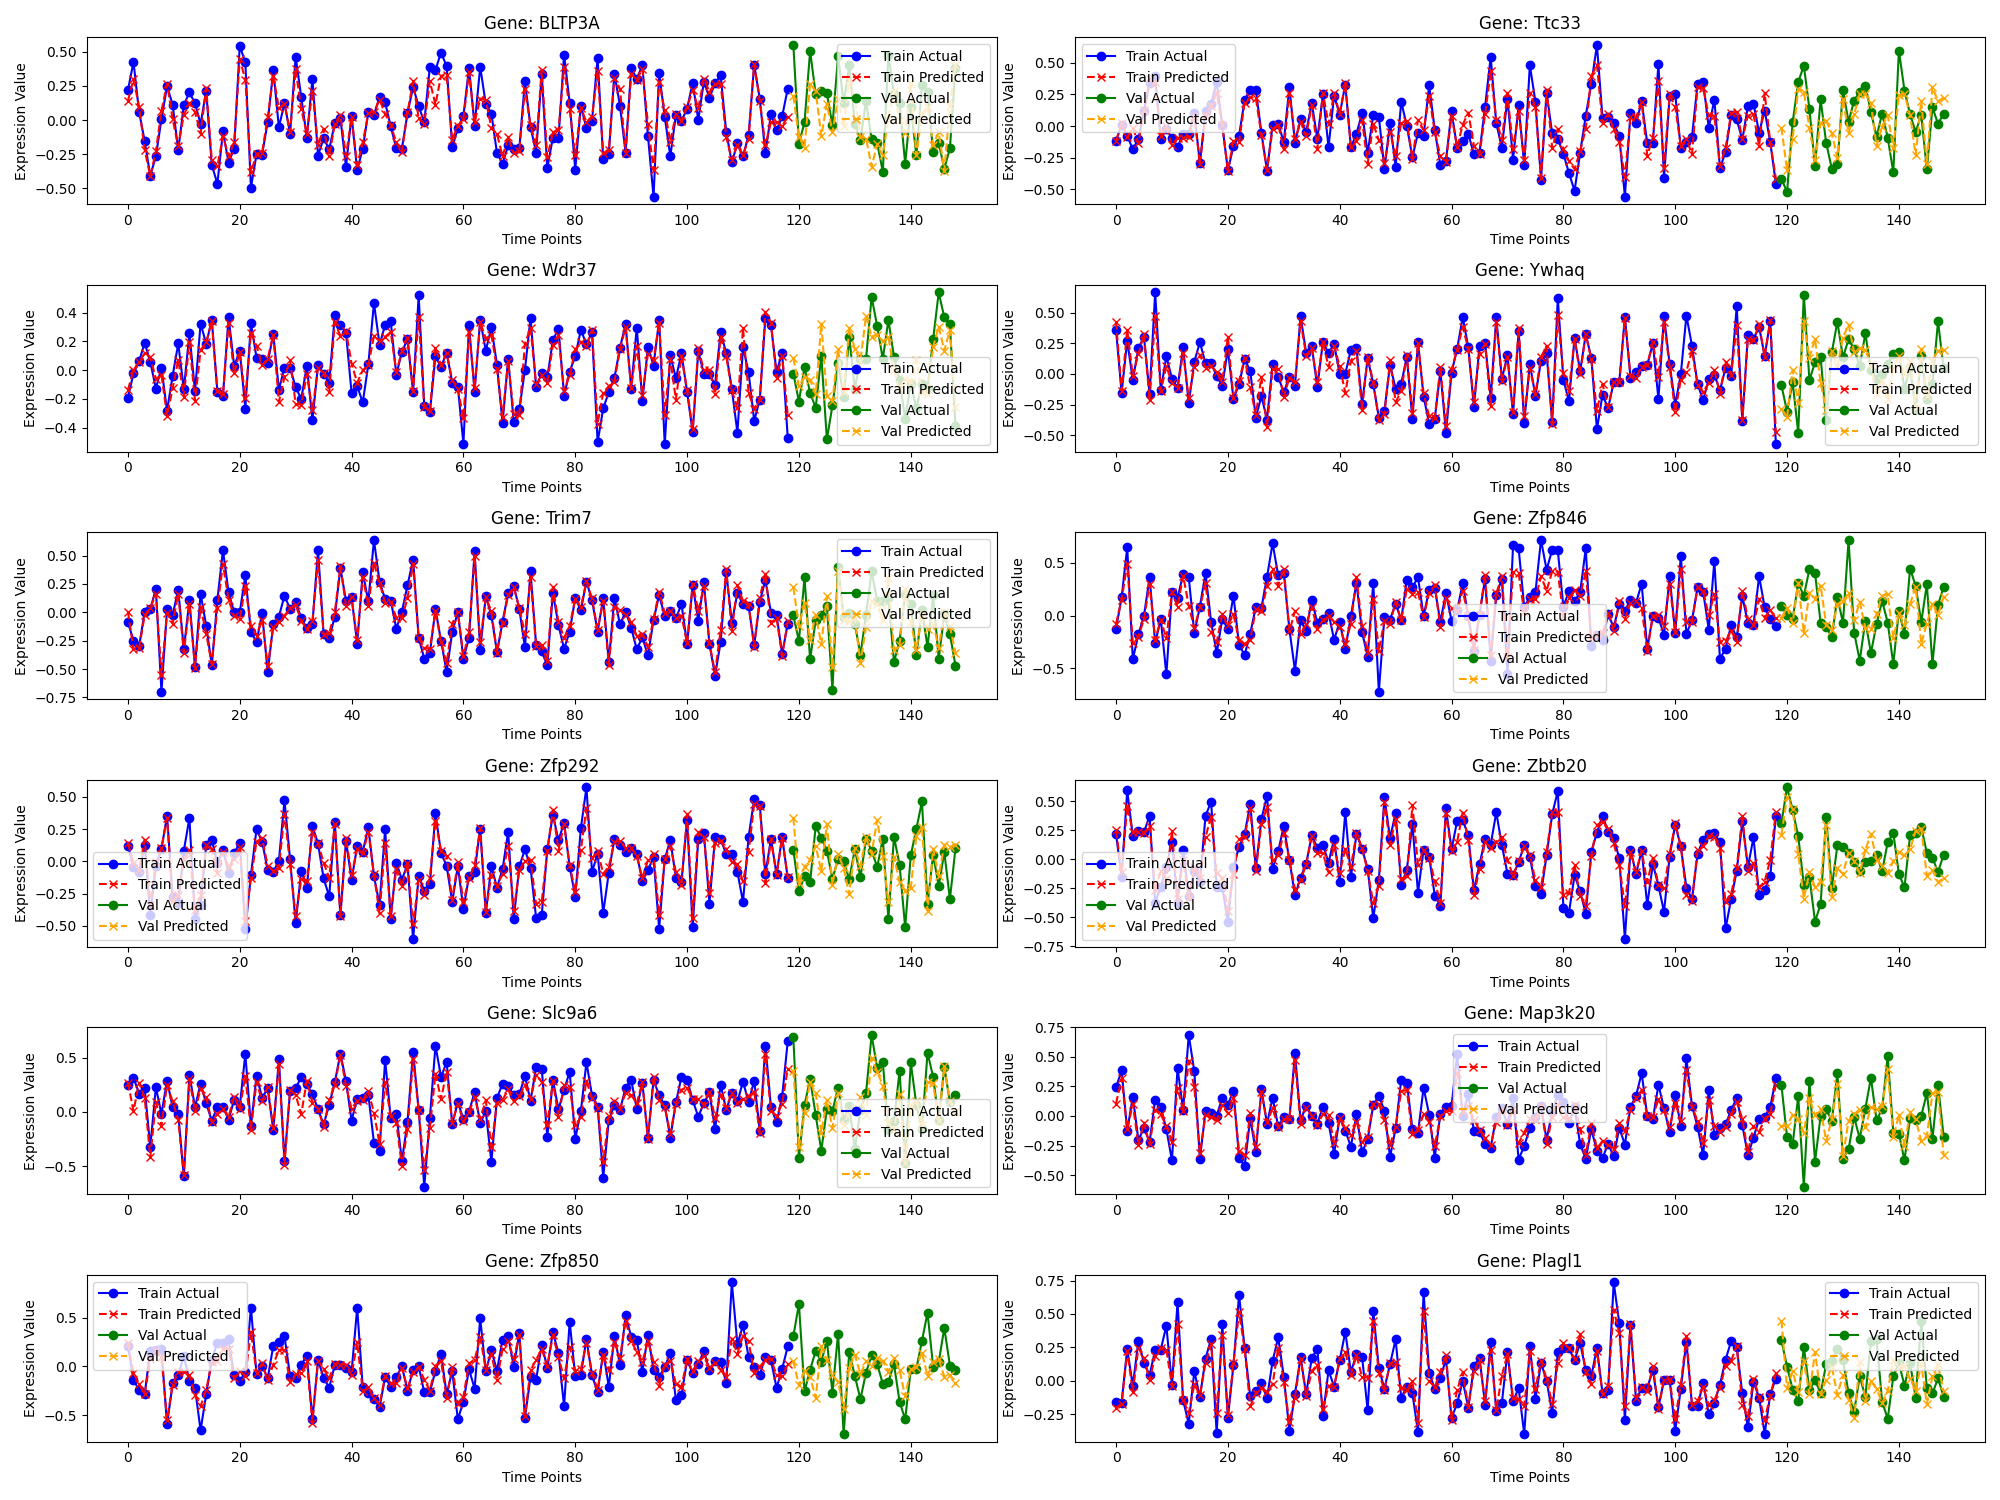 Gene: BLTP3A
Expression Value
0.50
0.25
0.00
−0.25
−0.50
0 20 40 60 80 100 120 140
Time Points
Train Actual
Train Predicted
Val Actual
Val Predicted
Gene: Ttc33
Expression Value
0.50
0.25
0.00
−0.25
−0.50
0 20 40 60 80 100 120 140
Time Points
Train Actual
Train Predicted
Val Actual
Val Predicted
Gene: Wdr37
Expression Value
0.4
0.2
0.0
−0.2
−0.4
0 20 40 60 80 100 120 140
Time Points
Train Actual
Train Predicted
Val Actual
Val Predicted
Gene: Ywhaq
Expression Value
0.50
0.25
0.00
−0.25
−0.50
0 20 40 60 80 100 120 140
Time Points
Train Actual
Train Predicted
Val Actual
Val Predicted
Gene: Trim7
Expression Value
0.50
0.25
0.00
−0.25
−0.50
−0.75
0 20 40 60 80 100 120 140
Time Points
Train Actual
Train Predicted
Val Actual
Val Predicted
Gene: Zfp846
Expression Value
0.5
0.0
−0.5
0 20 40 60 80 100 120 140
Time Points
Train Actual
Train Predicted
Val Actual
Val Predicted
Gene: Zfp292
Expression Value
0.50
0.25
0.00
−0.25
−0.50
0 20 40 60 80 100 120 140
Time Points
Train Actual
Train Predicted
Val Actual
Val Predicted
Gene: Zbtb20
Expression Value
0.50
0.25
0.00
−0.25
−0.50
−0.75
0 20 40 60 80 100 120 140
Time Points
Train Actual
Train Predicted
Val Actual
Val Predicted
Gene: Slc9a6
Expression Value
0.5
0.0
−0.5
0 20 40 60 80 100 120 140
Time Points
Train Actual
Train Predicted
Val Actual
Val Predicted
Gene: Map3k20
Expression Value
0.75
0.50
0.25
0.00
−0.25
−0.50
0 20 40 60 80 100 120 140
Time Points
Train Actual
Train Predicted
Val Actual
Val Predicted
Gene: Zfp850
Expression Value
0.5
0.0
−0.5
0 20 40 60 80 100 120 140
Time Points
Train Actual
Train Predicted
Val Actual
Val Predicted
Gene: Plagl1
Expression Value
0.75
0.50
0.25
0.00
−0.25
0 20 40 60 80 100 120 140
Time Points
Train Actual
Train Predicted
Val Actual
Val Predicted